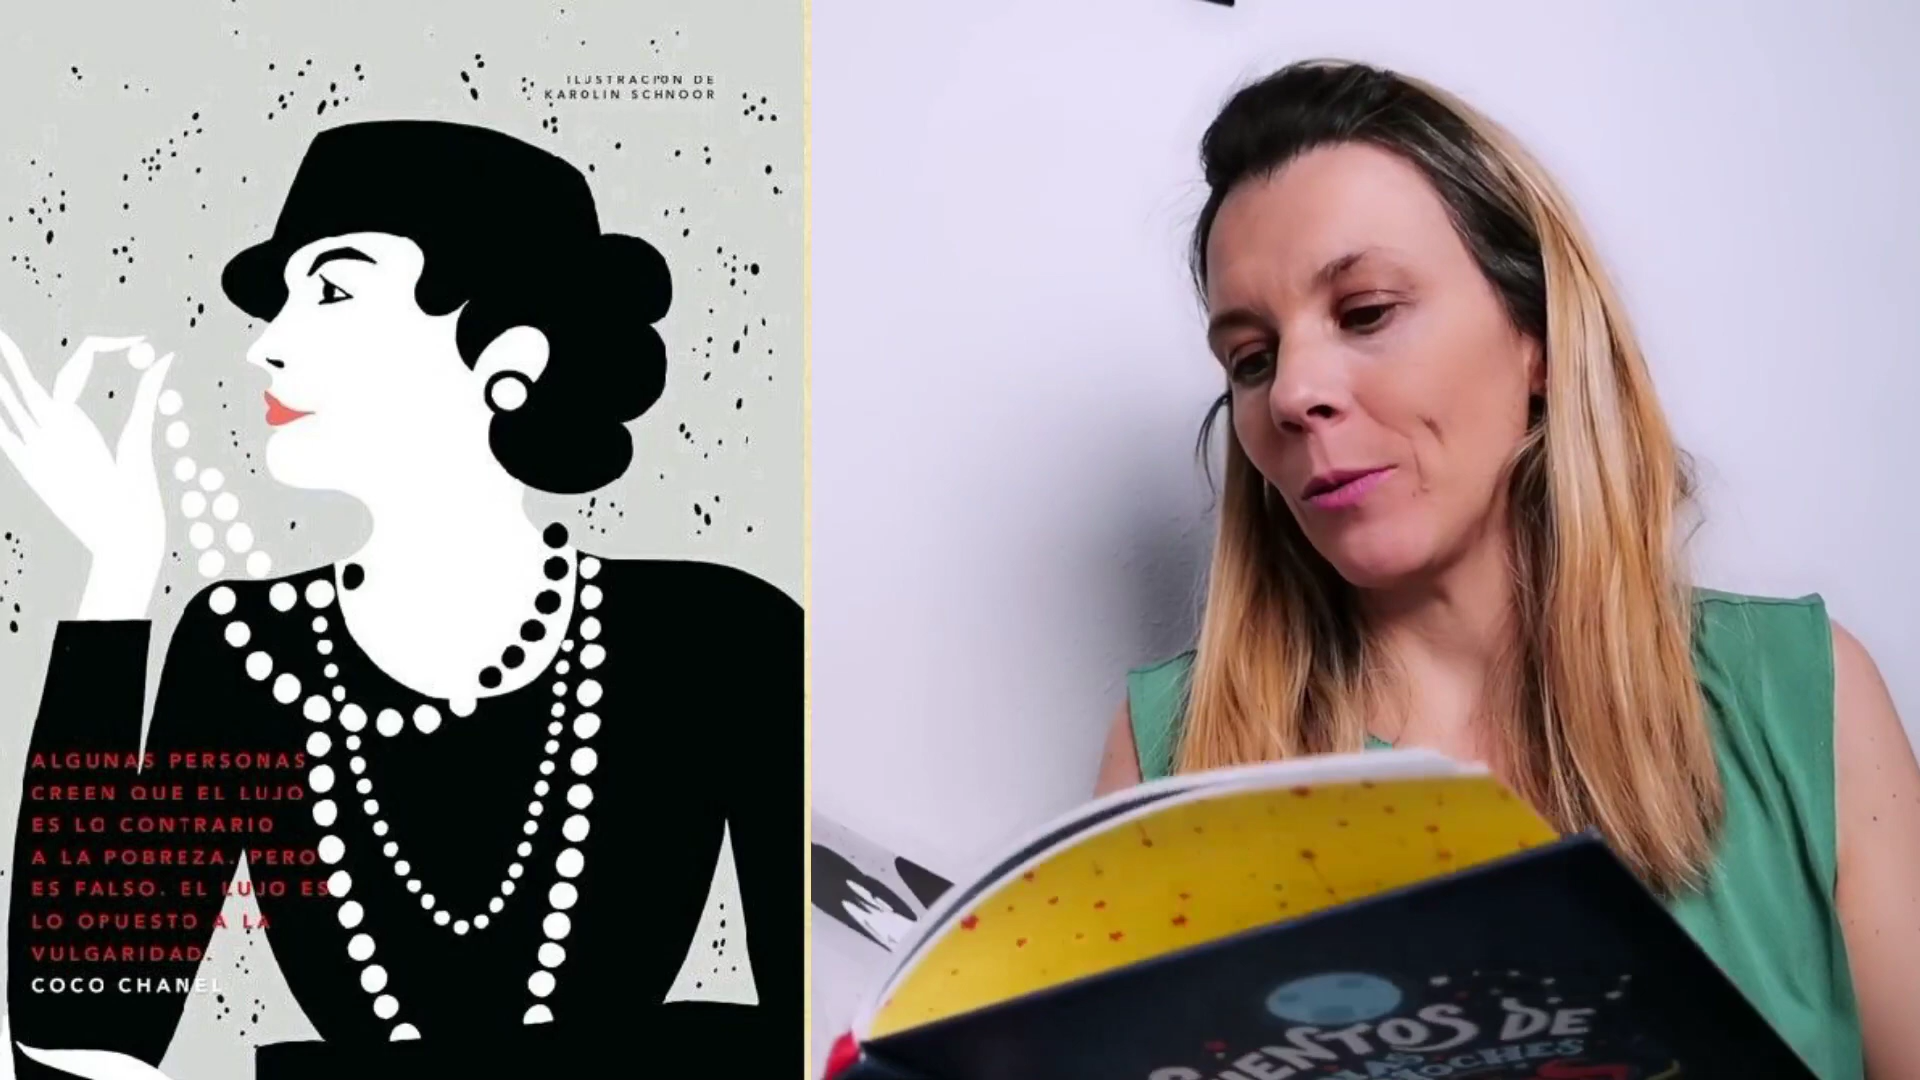 ILUSTRACIÓN DE
KAROLIN SCHNOOR
ALGUNAS PERSONAS
CREEN QUE EL LUJO
ES LO CONTRARIO
A LA POBREZA. PERO
ES FALSO. EL LUJO ES
LO OPUESTO A LA
VULGARIDAD.
COCO CHANEL
CUENTOS DE
NOCHES